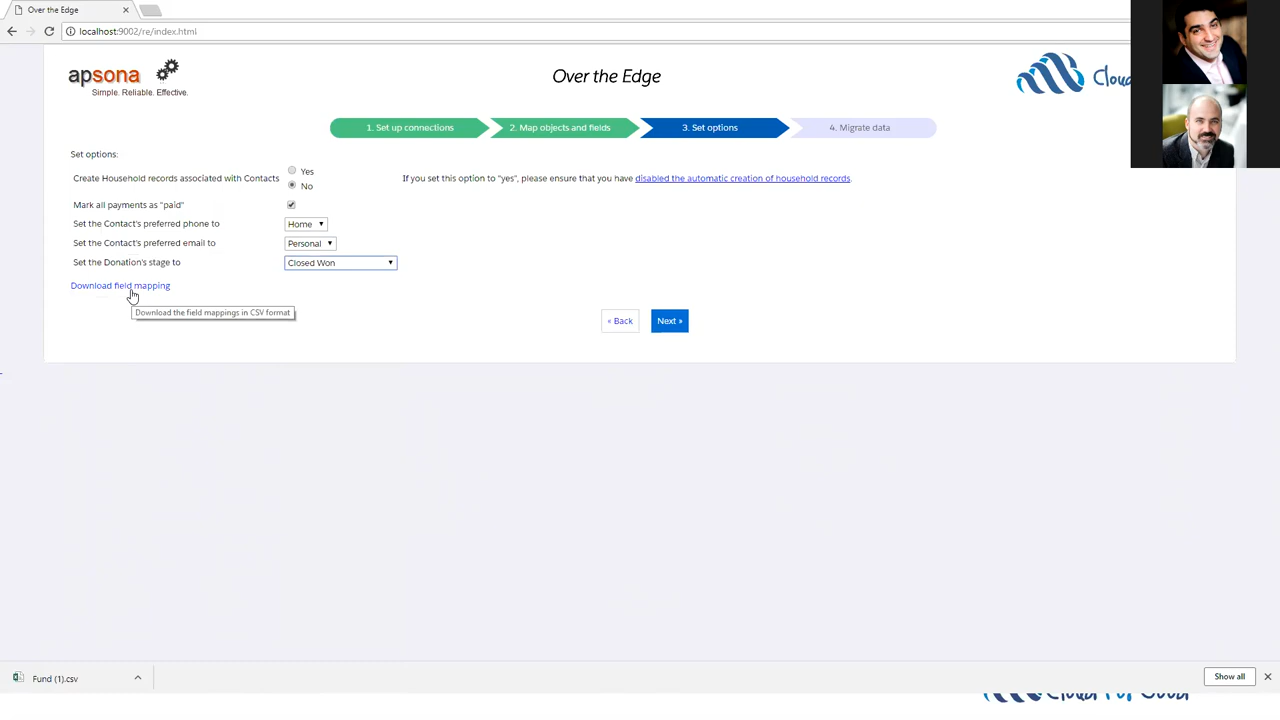 Over the Edge
localhost:9002/re/index.html
apsona
Simple. Reliable. Effective.
Over the Edge
Cloud
1. Set up connections
2. Map objects and fields
3. Set options
4. Migrate data
Set options:
Create Household records associated with Contacts
Yes
No
If you set this option to "yes", please ensure that you have disabled the automatic creation of household records.
Mark all payments as "paid"
Set the Contact's preferred phone to
Home
Set the Contact's preferred email to
Personal
Set the Donation's stage to
Closed Won
Download field mapping
Download the field mappings in CSV format
« Back
Next »
Fund (1).csv
Show all
Cloud For Good